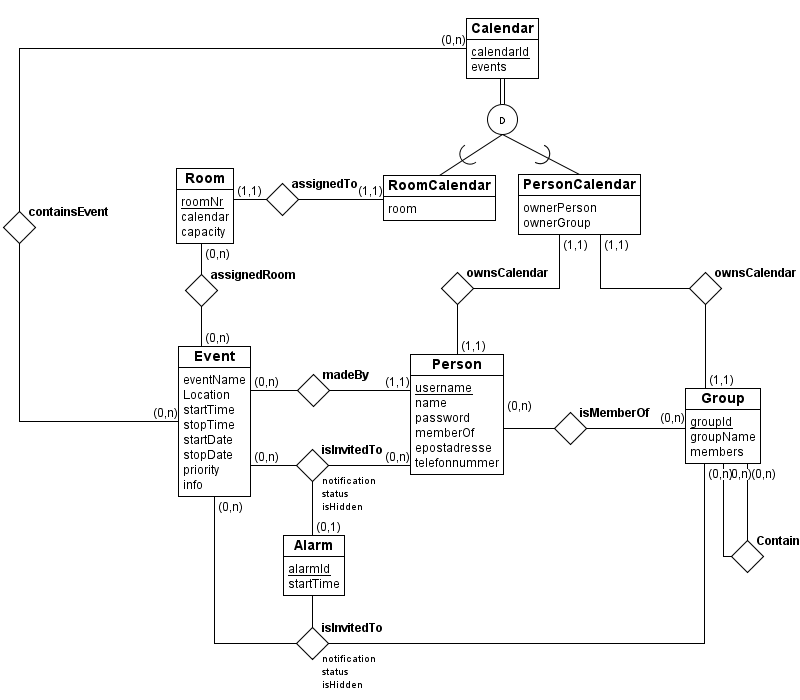 Calendar
(0,n)
calendarId
events
D
Room
roomNr
calendar
capacity
(1,1)
assignedTo
(1,1)
RoomCalendar
room
PersonCalendar
ownerPerson
ownerGroup
containsEvent
(0,n)
(1,1)
(1,1)
assignedRoom
ownsCalendar
ownsCalendar
(0,n)
(1,1)
(1,1)
Event
eventName
Location
startTime
stopTime
startDate
stopDate
priority
info
(0,n)
madeBy
(1,1)
Person
username
name
password
memberOf
epostadresse
telefonnummer
(0,n)
isMemberOf
(0,n)
Group
groupId
groupName
members
(0,n)
(0,n)
isInvitedTo
(0,n)
notification
status
isHidden
(0,n)
(0,n)
(0,n)
(0,n)
(0,1)
Alarm
alarmId
startTime
Contain
isInvitedTo
notification
status
isHidden